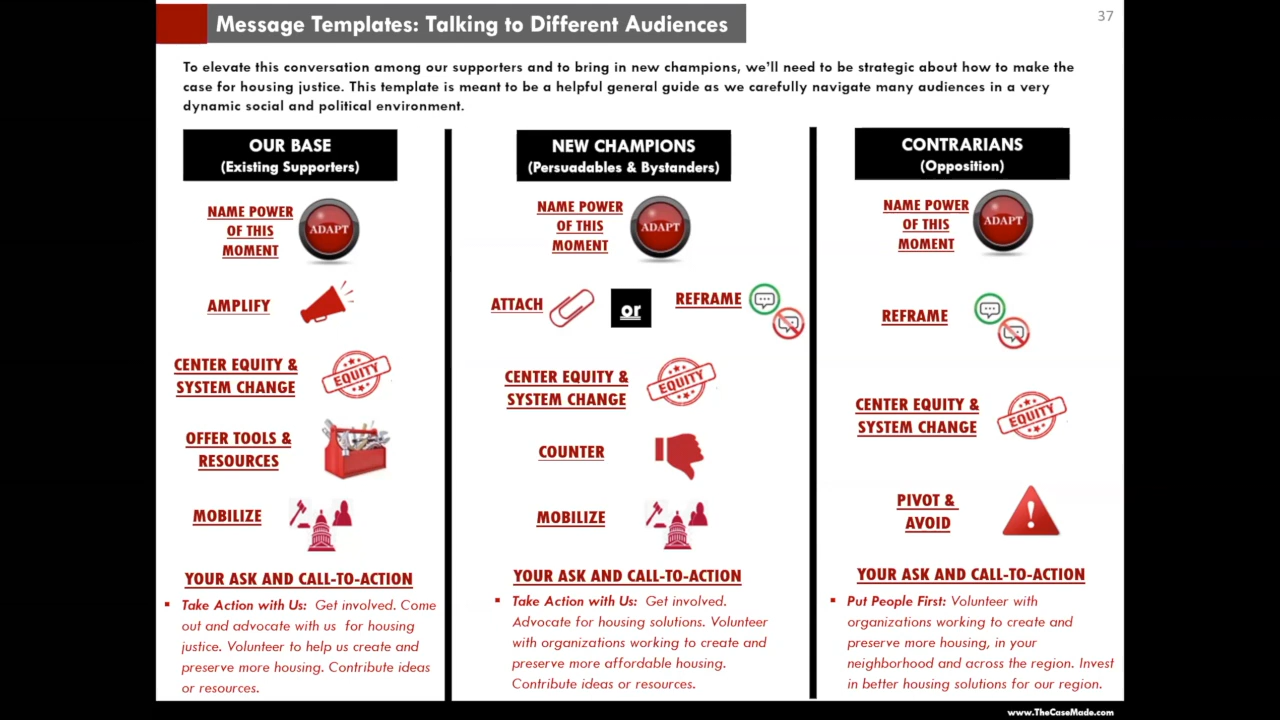 Message Templates: Talking to Different Audiences
37
To elevate this conversation among our supporters and to bring in new champions, we'll need to be strategic about how to make the
case for housing justice. This template is meant to be a helpful general guide as we carefully navigate many audiences in a very
dynamic social and political environment.
OUR BASE
(Existing Supporters)
NAME POWER
OF THIS
MOMENT
ADAPT
AMPLIFY
CENTER EQUITY &
SYSTEM CHANGE
EQUITY
OFFER TOOLS &
RESOURCES
MOBILIZE
YOUR ASK AND CALL-TO-ACTION
▪ Take Action with Us: Get involved. Come
out and advocate with us for housing
justice. Volunteer to help us create and
preserve more housing. Contribute ideas
or resources.
NEW CHAMPIONS
(Persuadables & Bystanders)
NAME POWER
OF THIS
MOMENT
ADAPT
ATTACH
or
REFRAME
CENTER EQUITY &
SYSTEM CHANGE
EQUITY
COUNTER
MOBILIZE
YOUR ASK AND CALL-TO-ACTION
▪ Take Action with Us: Get involved.
Advocate for housing solutions. Volunteer
with organizations working to create and
preserve more affordable housing.
Contribute ideas or resources.
CONTRARIANS
(Opposition)
NAME POWER
OF THIS
MOMENT
ADAPT
REFRAME
CENTER EQUITY &
SYSTEM CHANGE
EQUITY
PIVOT &
AVOID
YOUR ASK AND CALL-TO-ACTION
▪ Put People First: Volunteer with
organizations working to create and
preserve more housing, in your
neighborhood and across the region. Invest
in better housing solutions for our region.
www.TheCaseMade.com